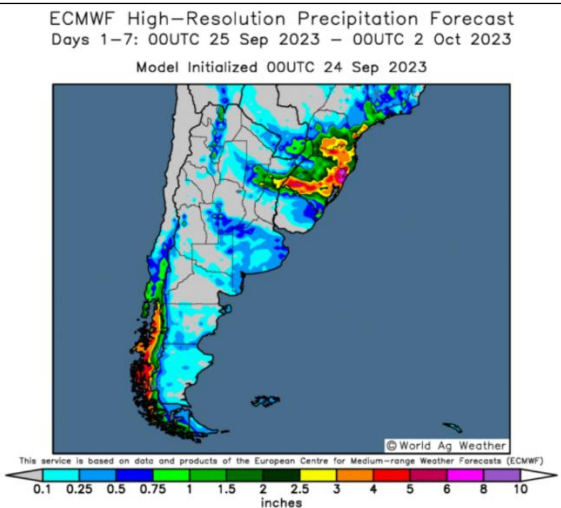 ECMWF High-Resolution Precipitation Forecast
Days 1-7: 00UTC 25 Sep 2023 - 00UTC 2 Oct 2023
Model Initialized 00UTC 24 Sep 2023
© World Ag Weather
This service is based on data and products of the European Centre for Medium-range Weather Forecasts (ECMWF)
0.1 0.25 0.5 0.75 1 1.5 2 2.5 3 4 5 6 8 10
inches